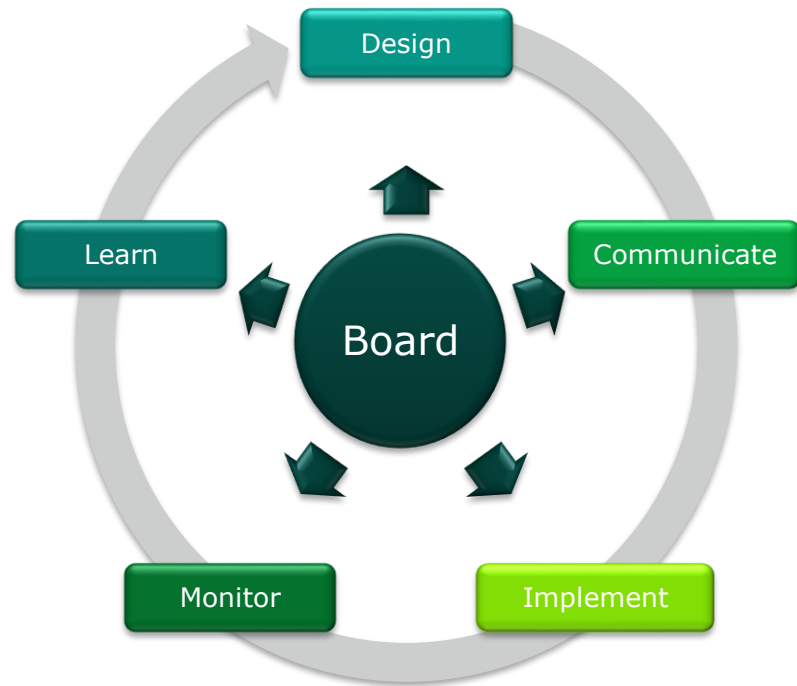 Design
Communicate
Implement
Monitor
Learn
Board